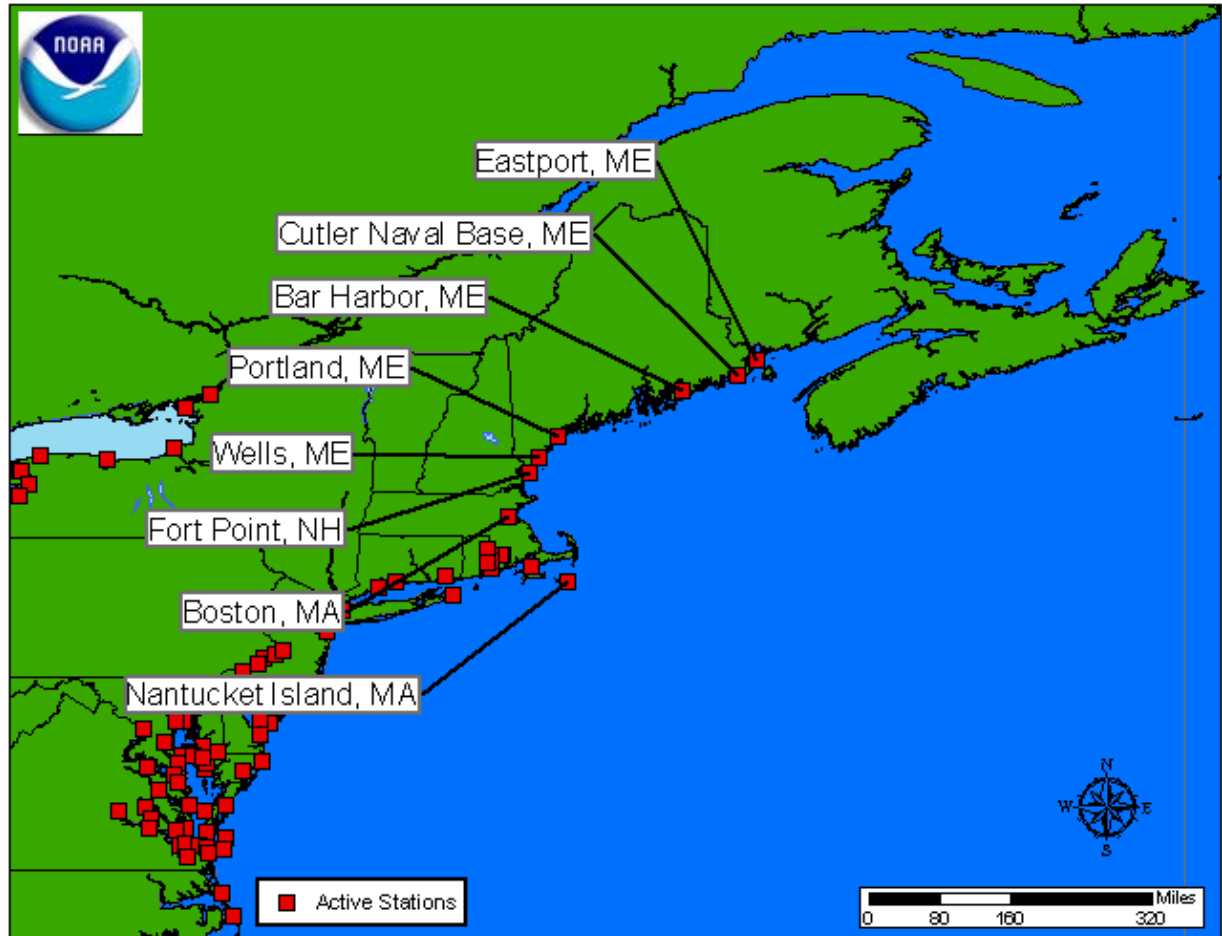 NOAA
Eastport, ME
Cutler Naval Base, ME
Bar Harbor, ME
Portland, ME
Wells, ME
Fort Point, NH
Boston, MA
Nantucket Island, MA
N
W E
S
Active Stations
Miles
0 80 160 320